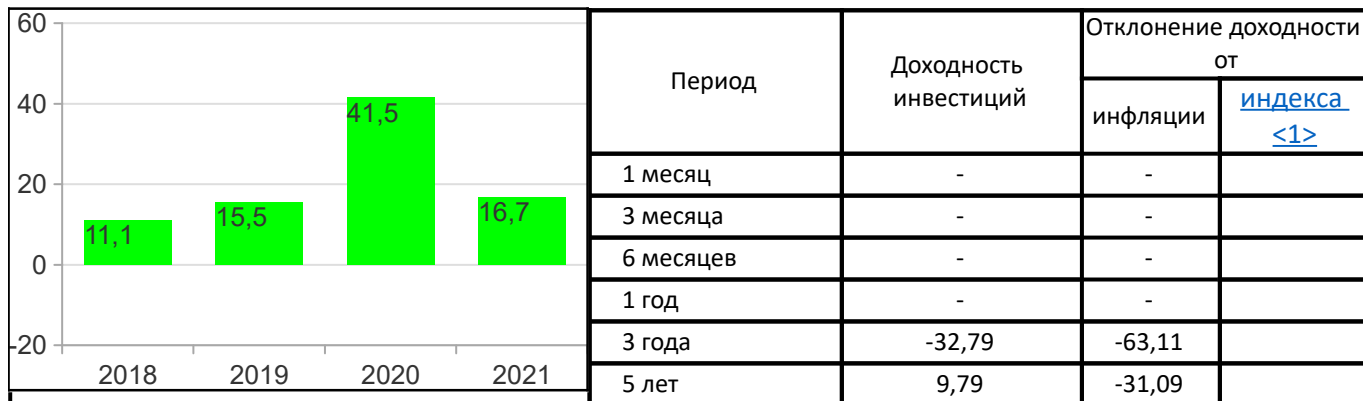 60
40
20
0
-20
11,1
15,5
41,5
16,7
2018 2019 2020 2021
Период
Доходность
инвестиций
Отклонение доходности
от
инфляции
индекса
<1>
1 месяц - -
3 месяца - -
6 месяцев - -
1 год - -
3 года -32,79 -63,11
5 лет 9,79 -31,09